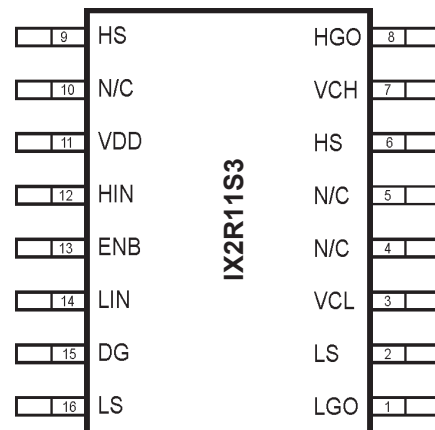 9 HS HGO 8
10 N/C VCH 7
11 VDD HS 6
12 HIN N/C 5
13 ENB N/C 4
14 LIN VCL 3
15 DG LS 2
16 LS LGO 1
IX2R11S3